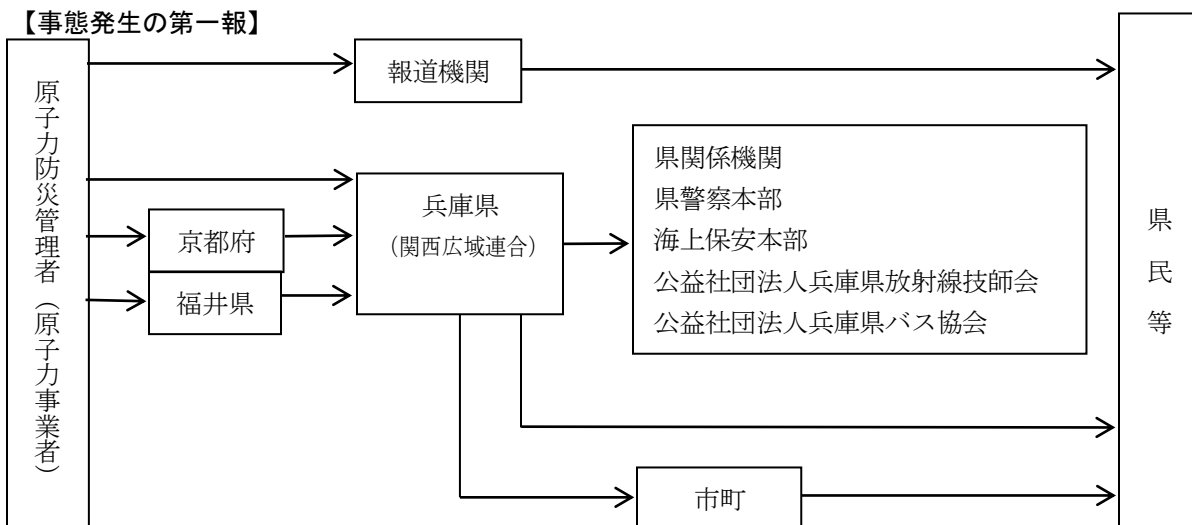 【事態発生の第一報】
原子力防災管理者（原子力事業者）
報道機関
京都府
福井県
兵庫県
（関西広域連合）
県関係機関
県警察本部
海上保安本部
公益社団法人兵庫県放射線技師会
公益社団法人兵庫県バス協会
市町
県民等